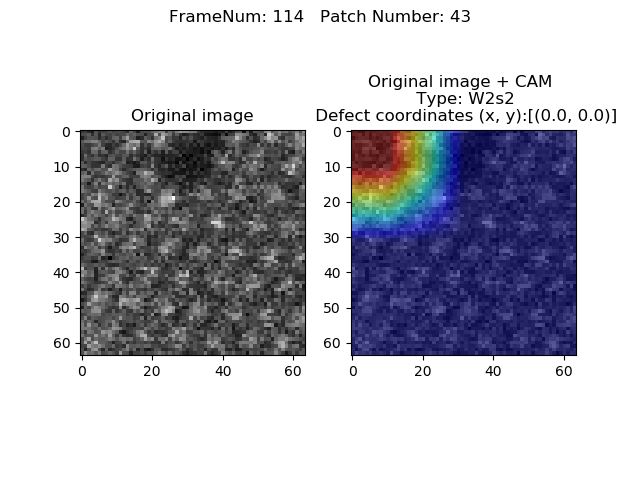 FrameNum: 114   Patch Number: 43
Original image
Original image + CAM
Type: W2s2
Defect coordinates (x, y):[(0.0, 0.0)]
0
10
20
30
40
50
60
0 20 40 60
0
10
20
30
40
50
60
0 20 40 60